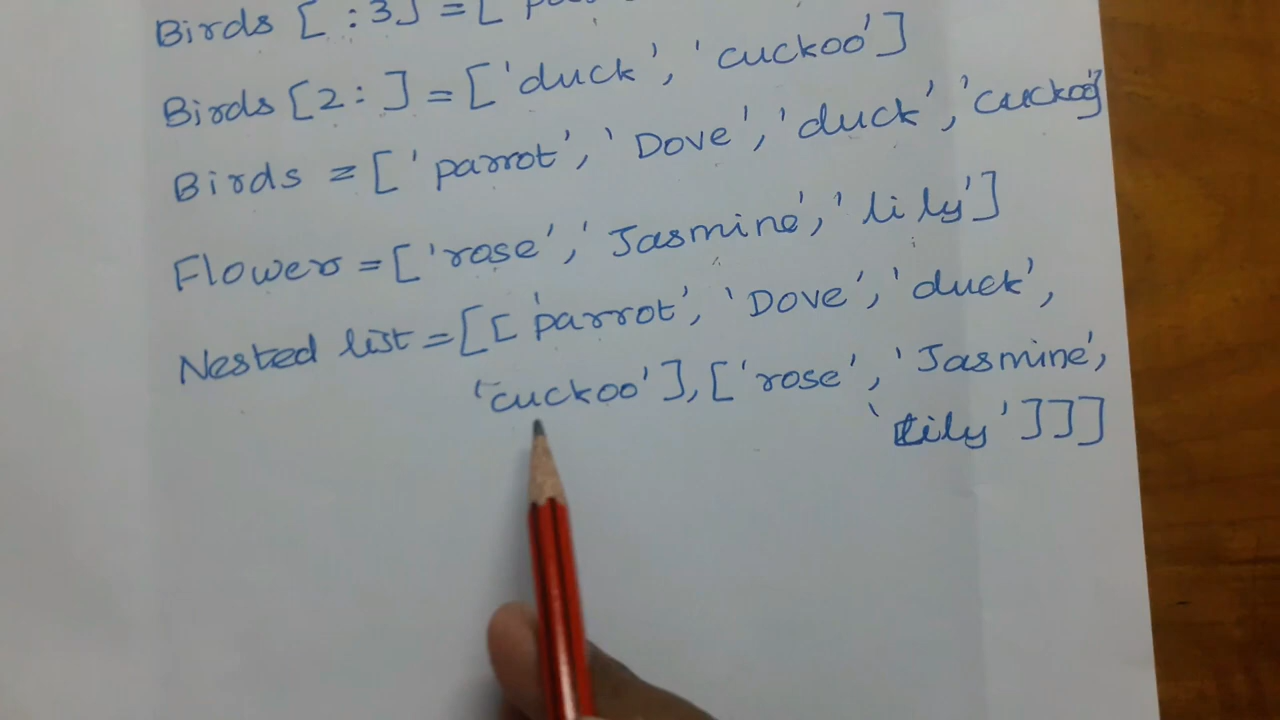 Birds [ :3] = [
Birds [2: ] = ['duck', 'cuckoo']
Birds = ['parrot', 'Dove', 'duck', 'cuckoo]
Flower = ['rose', 'Jasmine', 'lily']
Nested list = [[ 'parrot', 'Dove', 'duck',
'cuckoo'], ['rose', 'Jasmine',
'lily' ]]]